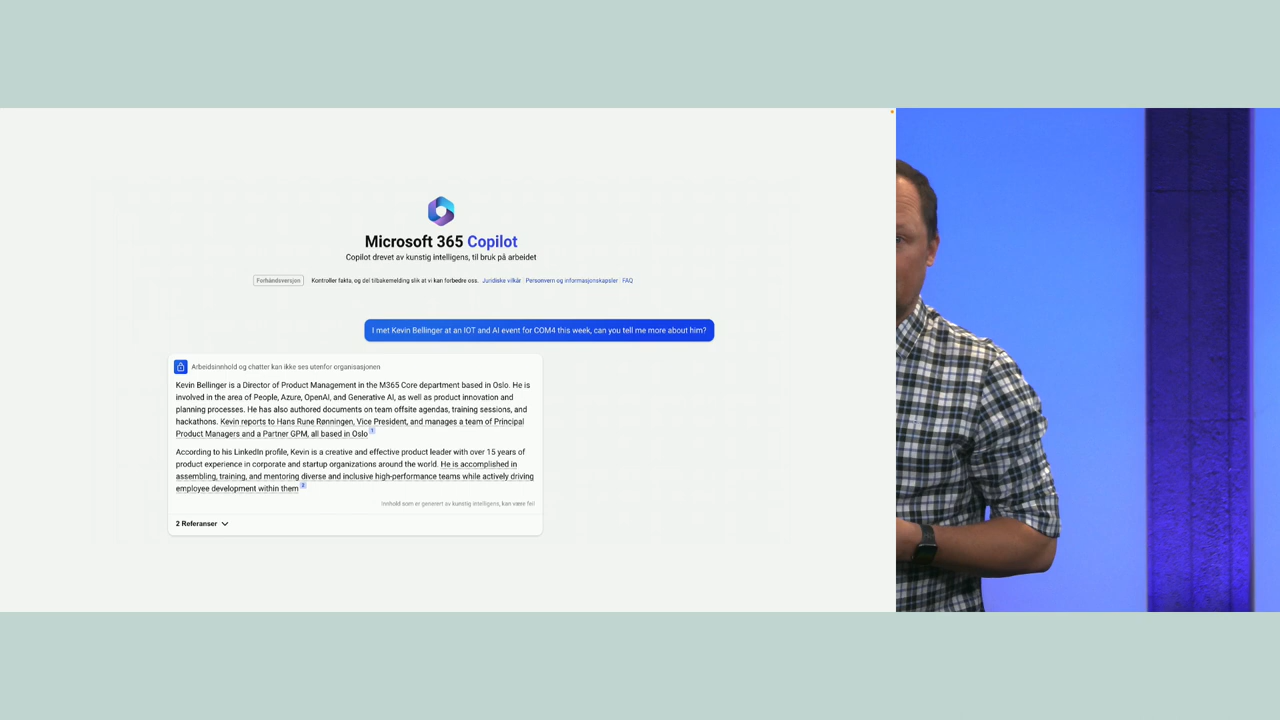 Microsoft 365 Copilot
Copilot drevet av kunstig intelligens, til bruk på arbeidet
Forhåndsversjon Kontroller fakta, og del tilbakemelding slik at vi kan forbedre oss. Juridiske vilkår Personvern og informasjonskapsler FAQ
I met Kevin Bellinger at an IOT and AI event for COM4 this week, can you tell me more about him?
Arbeidsinnhold og chatter kan ikke ses utenfor organisasjonen
Kevin Bellinger is a Director of Product Management in the M365 Core department based in Oslo. He is
involved in the area of People, Azure, OpenAI, and Generative AI, as well as product innovation and
planning processes. He has also authored documents on team offsite agendas, training sessions, and
hackathons. Kevin reports to Hans Rune Rønningen, Vice President, and manages a team of Principal
Product Managers and a Partner GPM, all based in Oslo 1
According to his LinkedIn profile, Kevin is a creative and effective product leader with over 15 years of
product experience in corporate and startup organizations around the world. He is accomplished in
assembling, training, and mentoring diverse and inclusive high-performance teams while actively driving
employee development within them 2
Innhold som er generert av kunstig intelligens, kan være feil
2 Referanser